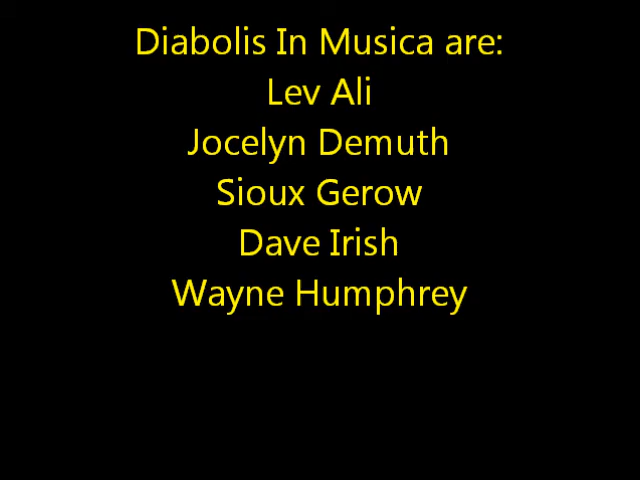 Diabolis In Musica are:
Lev Ali
Jocelyn Demuth
Sioux Gerow
Dave Irish
Wayne Humphrey